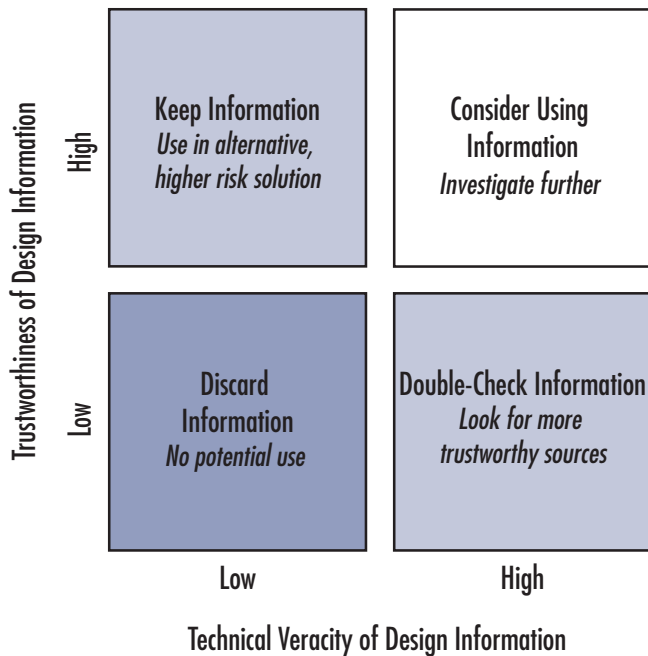 Trustworthiness of Design Information
High
Keep Information
Use in alternative,
higher risk solution
Consider Using
Information
Investigate further
Low
Discard
Information
No potential use
Double-Check Information
Look for more
trustworthy sources
Low
High
Technical Veracity of Design Information